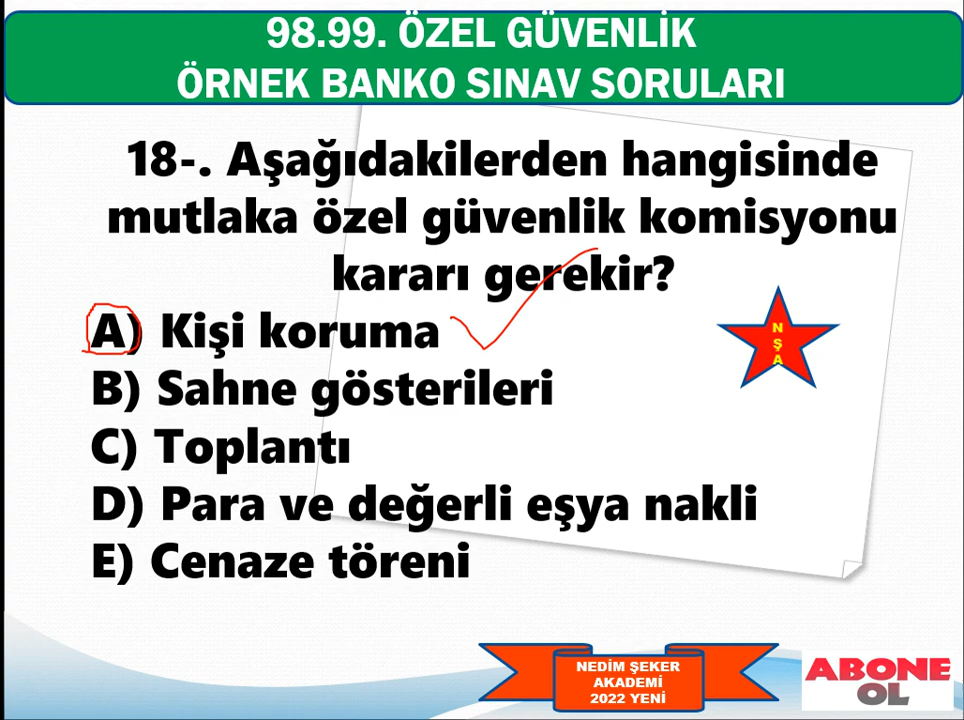 98.99. ÖZEL GÜVENLİK
ÖRNEK BANKO SINAV SORULARI
18-. Aşağıdakilerden hangisinde
mutlaka özel güvenlik komisyonu
kararı gerekir?
A) Kişi koruma
B) Sahne gösterileri
C) Toplantı
D) Para ve değerli eşya nakli
E) Cenaze töreni
N
Ş
A
NEDİM ŞEKER
AKADEMİ
2022 YENİ
ABONE
OL